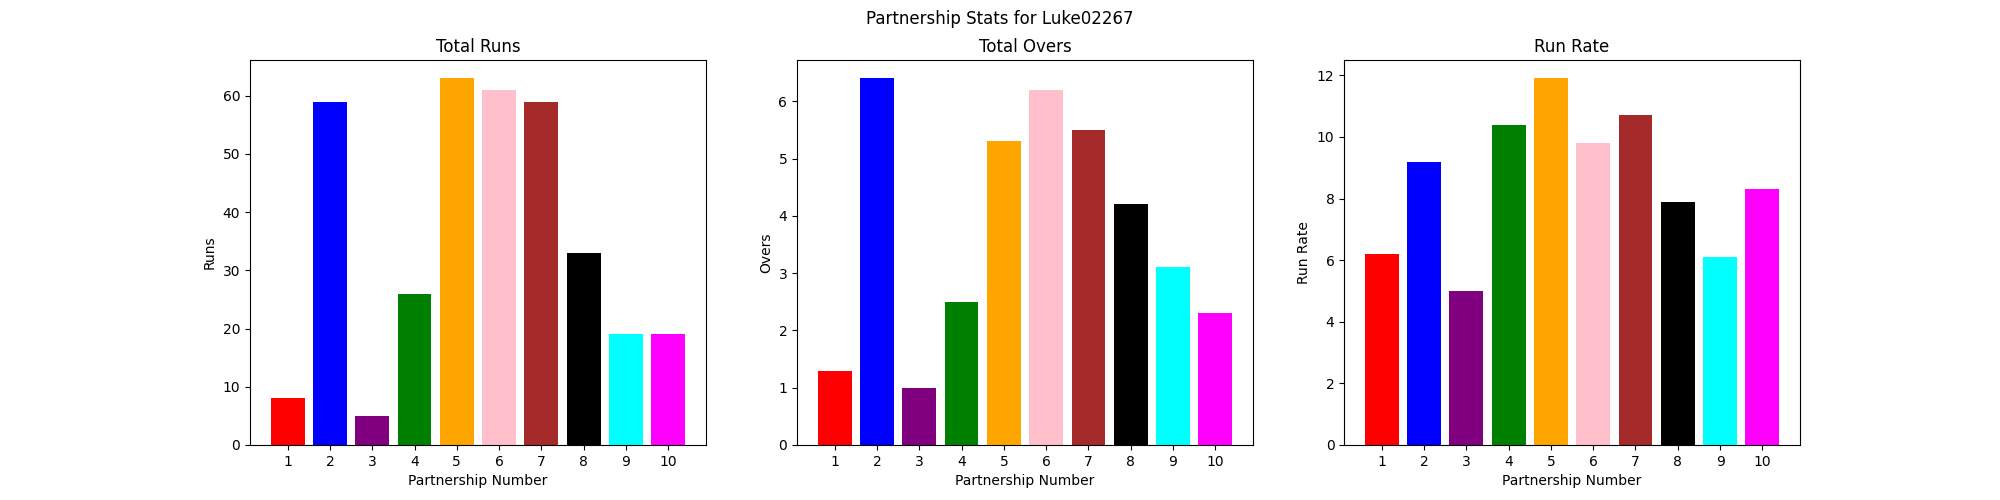 Partnership Stats for Luke02267
Total Runs
60
50
40
30
20
10
0
Runs
1 2 3 4 5 6 7 8 9 10
Partnership Number
Total Overs
6
5
4
3
2
1
0
Overs
1 2 3 4 5 6 7 8 9 10
Partnership Number
Run Rate
12
10
8
6
4
2
0
Run Rate
1 2 3 4 5 6 7 8 9 10
Partnership Number